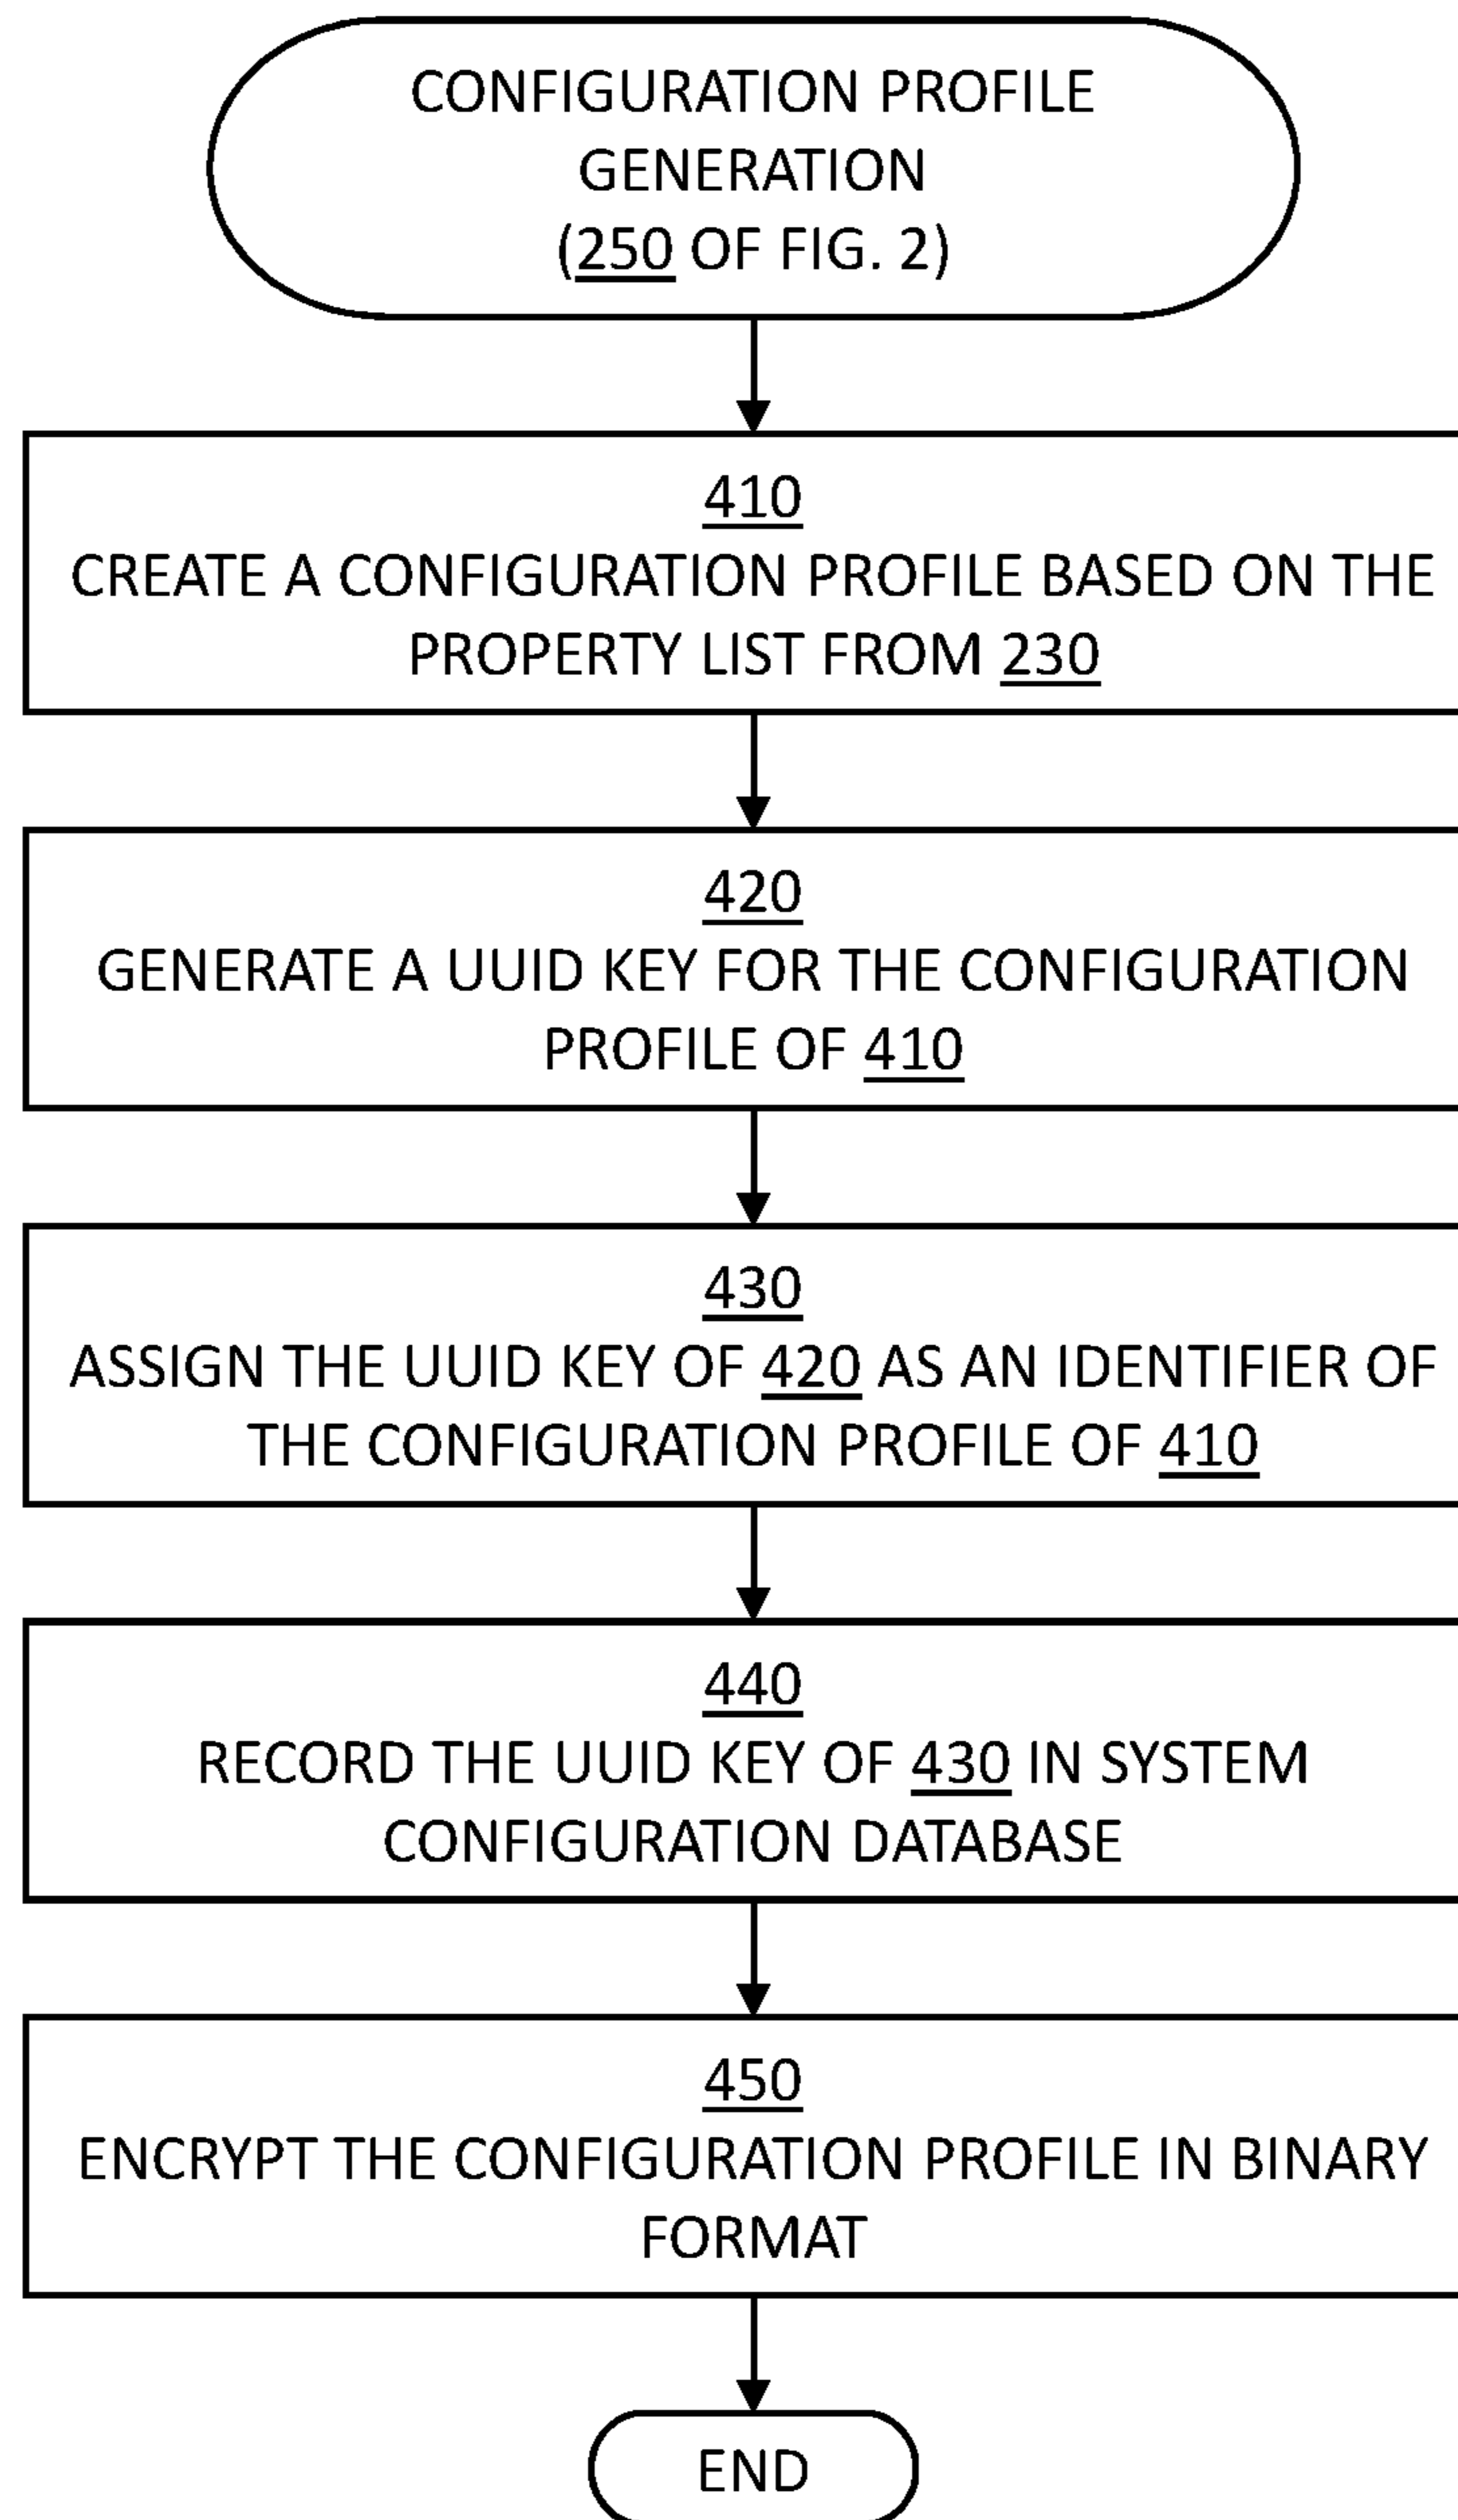 CONFIGURATION PROFILE
GENERATION
(250 OF FIG. 2)
410
CREATE A CONFIGURATION PROFILE BASED ON THE
PROPERTY LIST FROM 230
420
GENERATE A UUID KEY FOR THE CONFIGURATION
PROFILE OF 410
430
ASSIGN THE UUID KEY OF 420 AS AN IDENTIFIER OF
THE CONFIGURATION PROFILE OF 410
440
RECORD THE UUID KEY OF 430 IN SYSTEM
CONFIGURATION DATABASE
450
ENCRYPT THE CONFIGURATION PROFILE IN BINARY
FORMAT
END